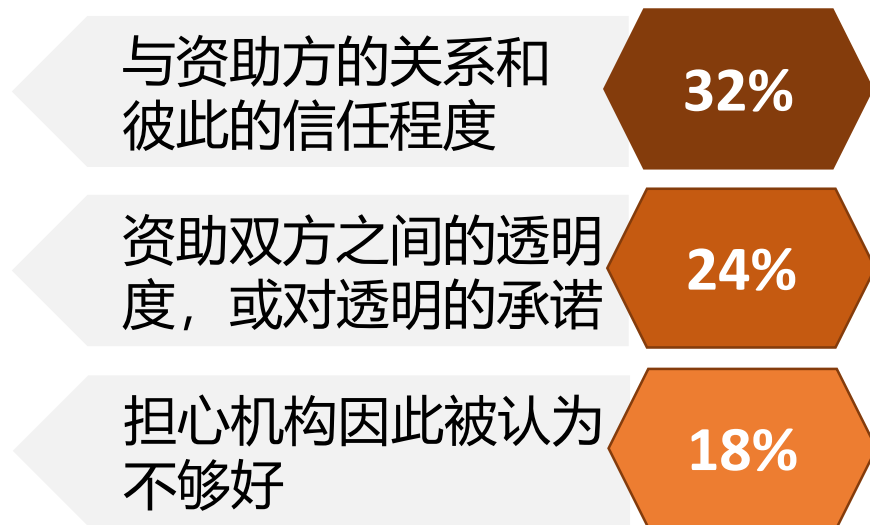 与资助方的关系和
彼此的信任程度
32%
资助双方之间的透明
度，或对透明的承诺
24%
担心机构因此被认为
不够好
18%